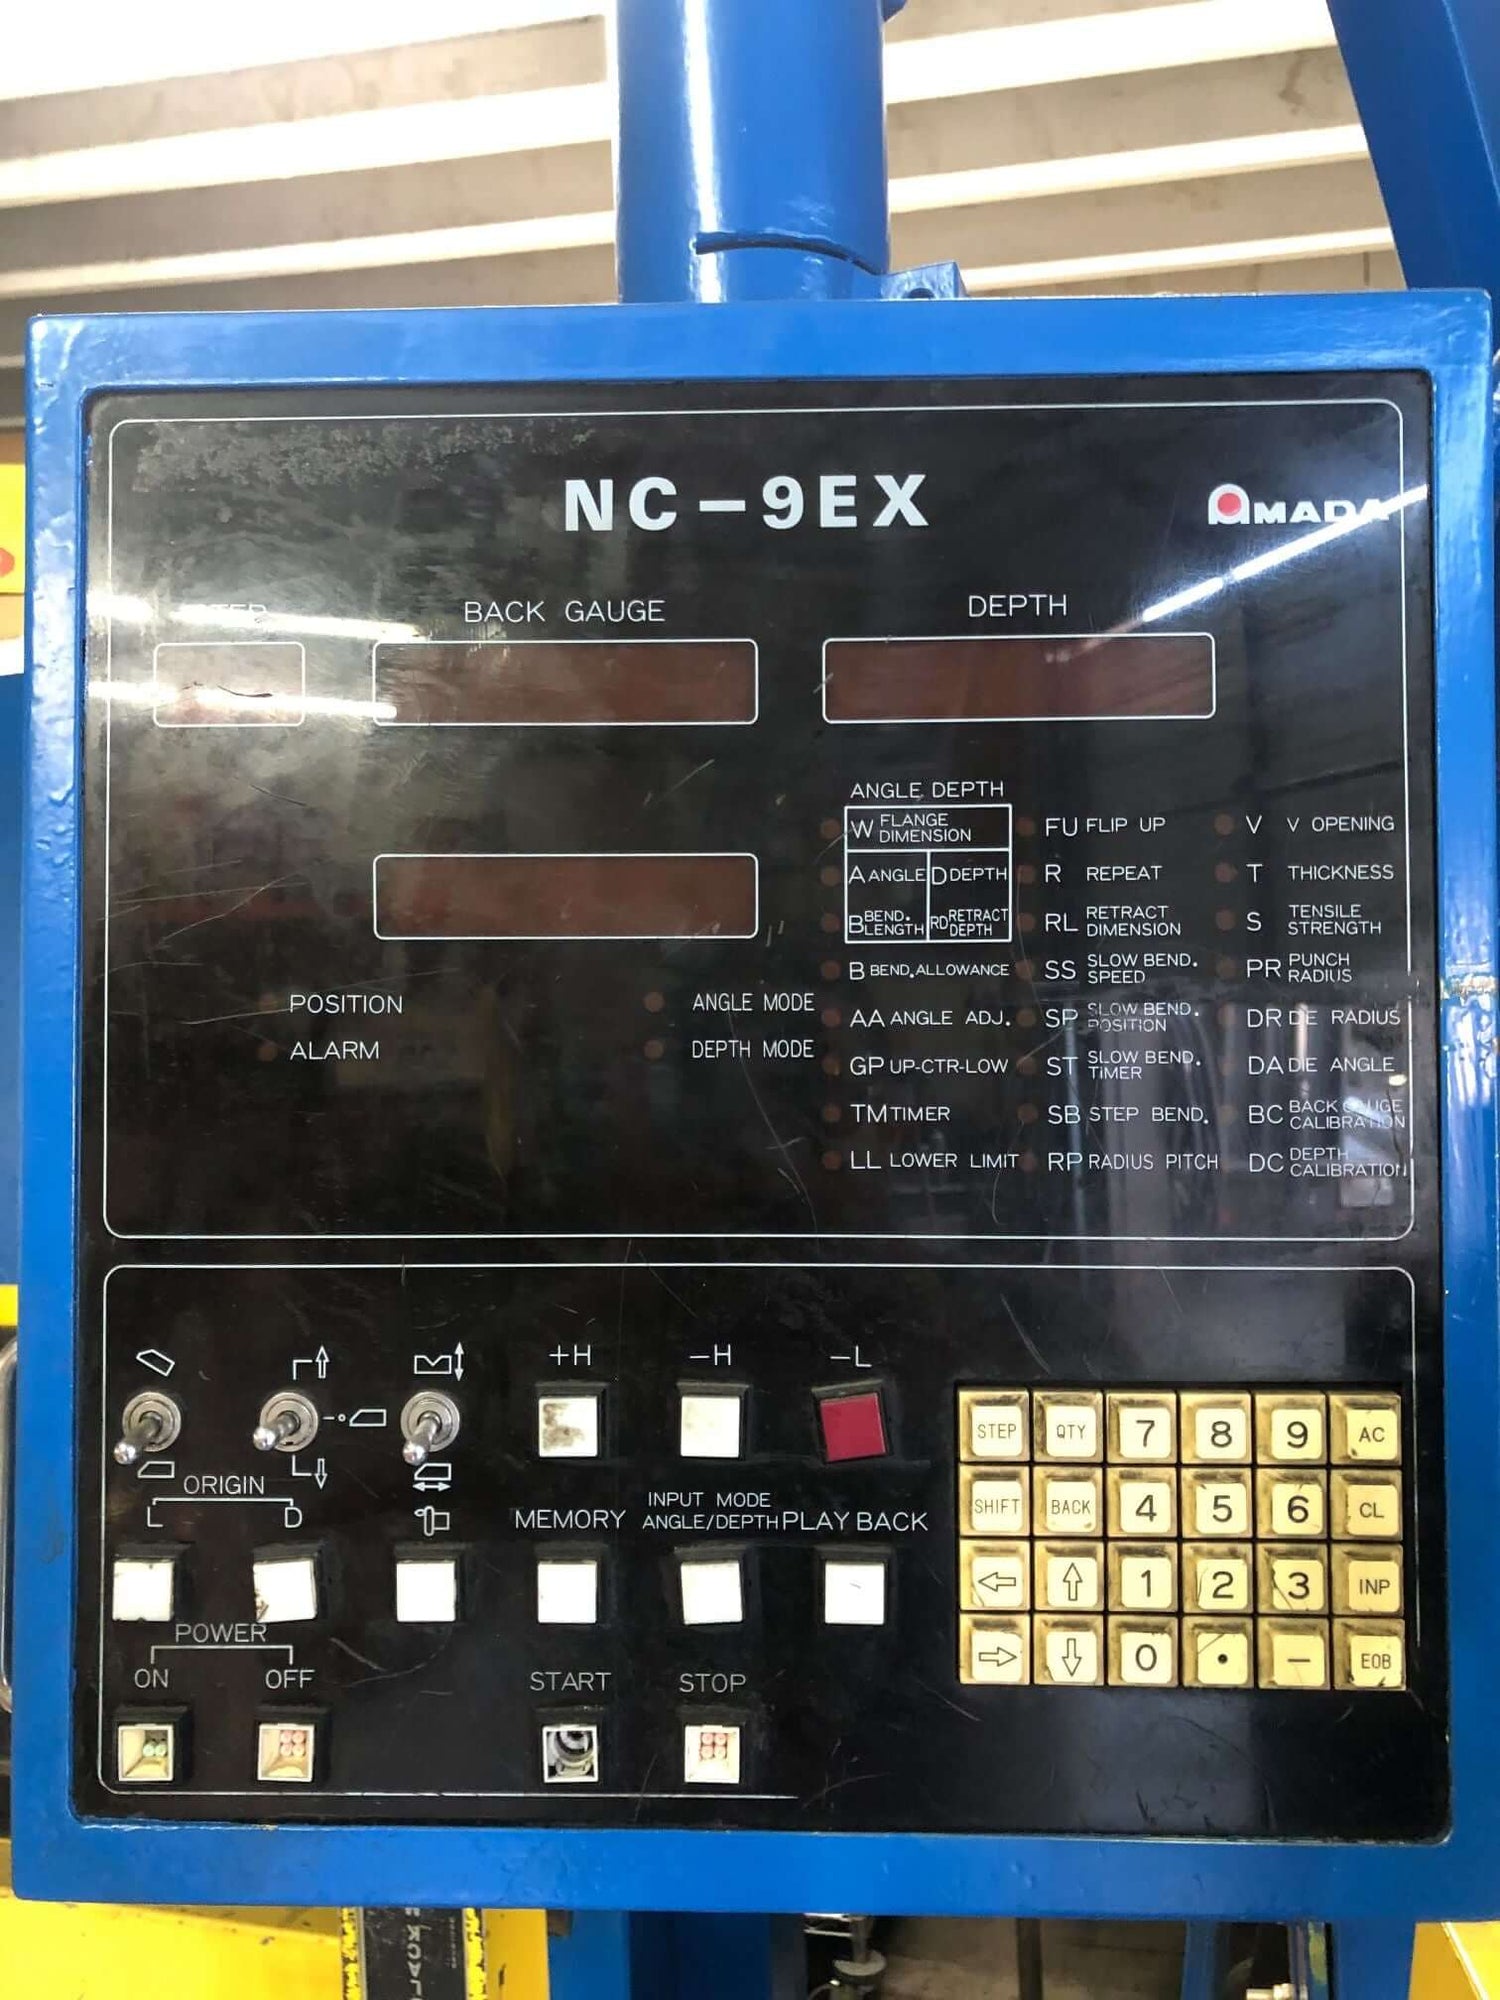 NC-9EX
AMADA
STEP
BACK GAUGE
DEPTH
ANGLE DEPTH
W FLANGE DIMENSION
A ANGLE
D DEPTH
B BEND. LENGTH
RD RETRACT DEPTH
B BEND. ALLOWANCE
AA ANGLE ADJ.
GP UP-CTR-LOW
TM TIMER
LL LOWER LIMIT
FU FLIP UP
R REPEAT
RL RETRACT DIMENSION
SS SLOW BEND. SPEED
SP SLOW BEND. POSITION
ST SLOW BEND. TIMER
SB STEP BEND.
RP RADIUS PITCH
V V OPENING
T THICKNESS
S TENSILE STRENGTH
PR PUNCH RADIUS
DR DIE RADIUS
DA DIE ANGLE
BC BACK GAUGE CALIBRATION
DC DEPTH CALIBRATION
POSITION
ALARM
ANGLE MODE
DEPTH MODE
+H
-H
-L
ORIGIN
L
D
MEMORY
INPUT MODE
ANGLE/DEPTH
PLAY BACK
POWER
ON
OFF
START
STOP
STEP QTY 7 8 9 AC
SHIFT BACK 4 5 6 CL
← ↑ 1 2 3 INP
→ ↓ 0 • - EOB